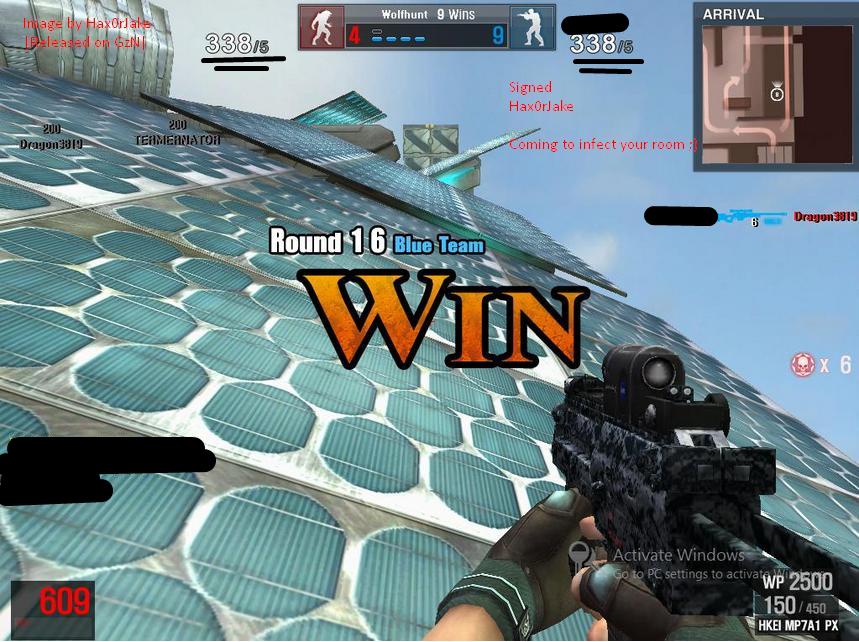 Image by Hax0rJake
[Released on GzN]
338/5
Wolfhunt 9 Wins
4
9
338/5
ARRIVAL
Signed
Hax0rJake
Coming to infect your room ;)
200
Dragon3819
200
TERMERNATOR
6
Dragon3819
Round 16 Blue Team
WIN
x 6
Activate Windows
Go to PC settings to activate Windows.
WP 2500
150/450
HKEI MP7A1 PX
609